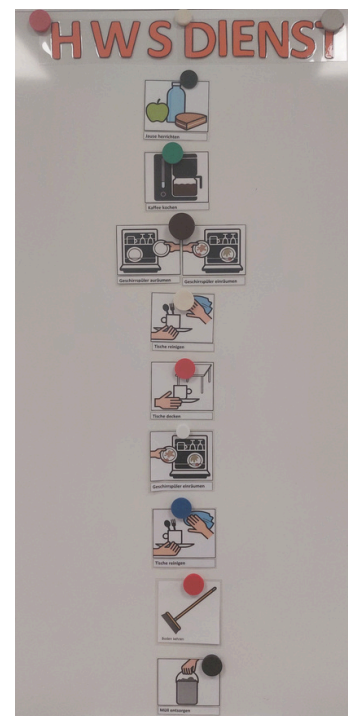 HWS DIENST
Jause herrichten
Kaffee kochen
Geschirrspüler ausräumen
Geschirrspüler einräumen
Tische reinigen
Tische decken
Geschirrspüler einräumen
Tische reinigen
Boden kehren
Müll entsorgen